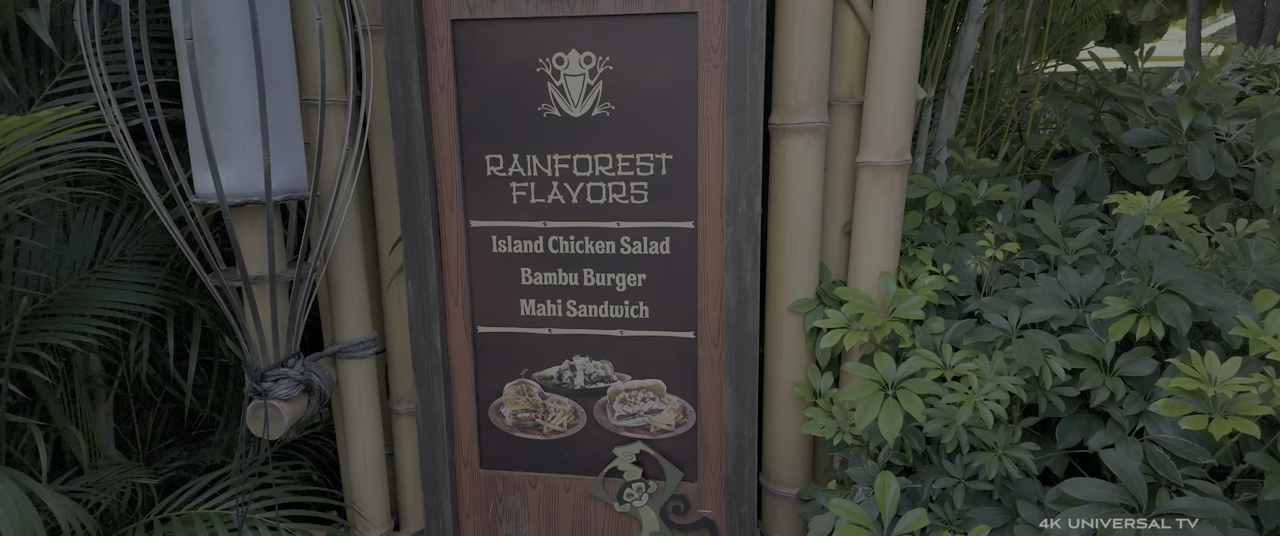 RAINFOREST
FLAVORS
Island Chicken Salad
Bambu Burger
Mahi Sandwich
4K UNIVERSAL TV